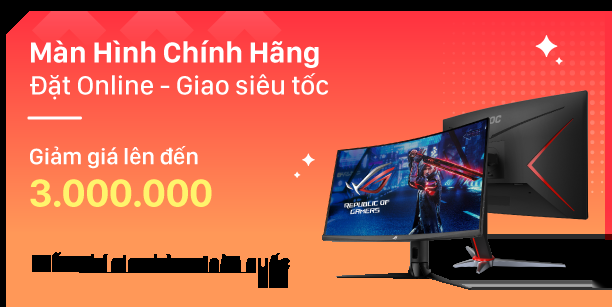 Màn Hình Chính Hãng
Đặt Online - Giao siêu tốc
Giảm giá lên đến
3.000.000
REPUBLIC OF
GAMERS